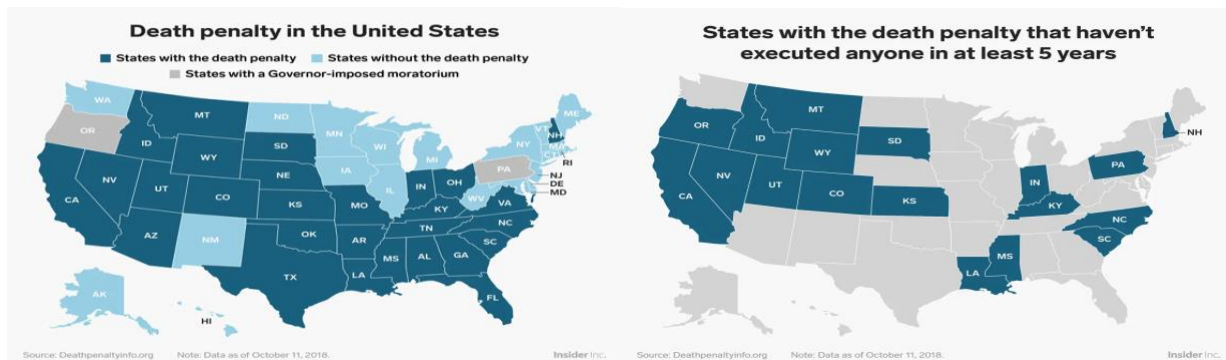 Death penalty in the United States
States with the death penalty States without the death penalty
States with a Governor-imposed moratorium
WA
MT
ND
ME
OR
MN
VT
NH
ID
SD
WI
NY
MA
WY
MI
CT
RI
IA
PA
NE
NJ
NV
OH
DE
UT
IL
IN
MD
CA
CO
WV
VA
KS
MO
KY
NC
TN
AZ
OK
NM
AR
SC
MS
AL
GA
TX
LA
AK
FL
HI
Source: Deathpenaltyinfo.org Note: Data as of October 11, 2018. Insider Inc.
States with the death penalty that haven't
executed anyone in at least 5 years
MT
OR
NH
ID
SD
WY
PA
NV
IN
UT
CO
CA
KS
KY
NC
SC
MS
LA
Source: Deathpenaltyinfo.org Note: Data as of October 11, 2018. Insider Inc.